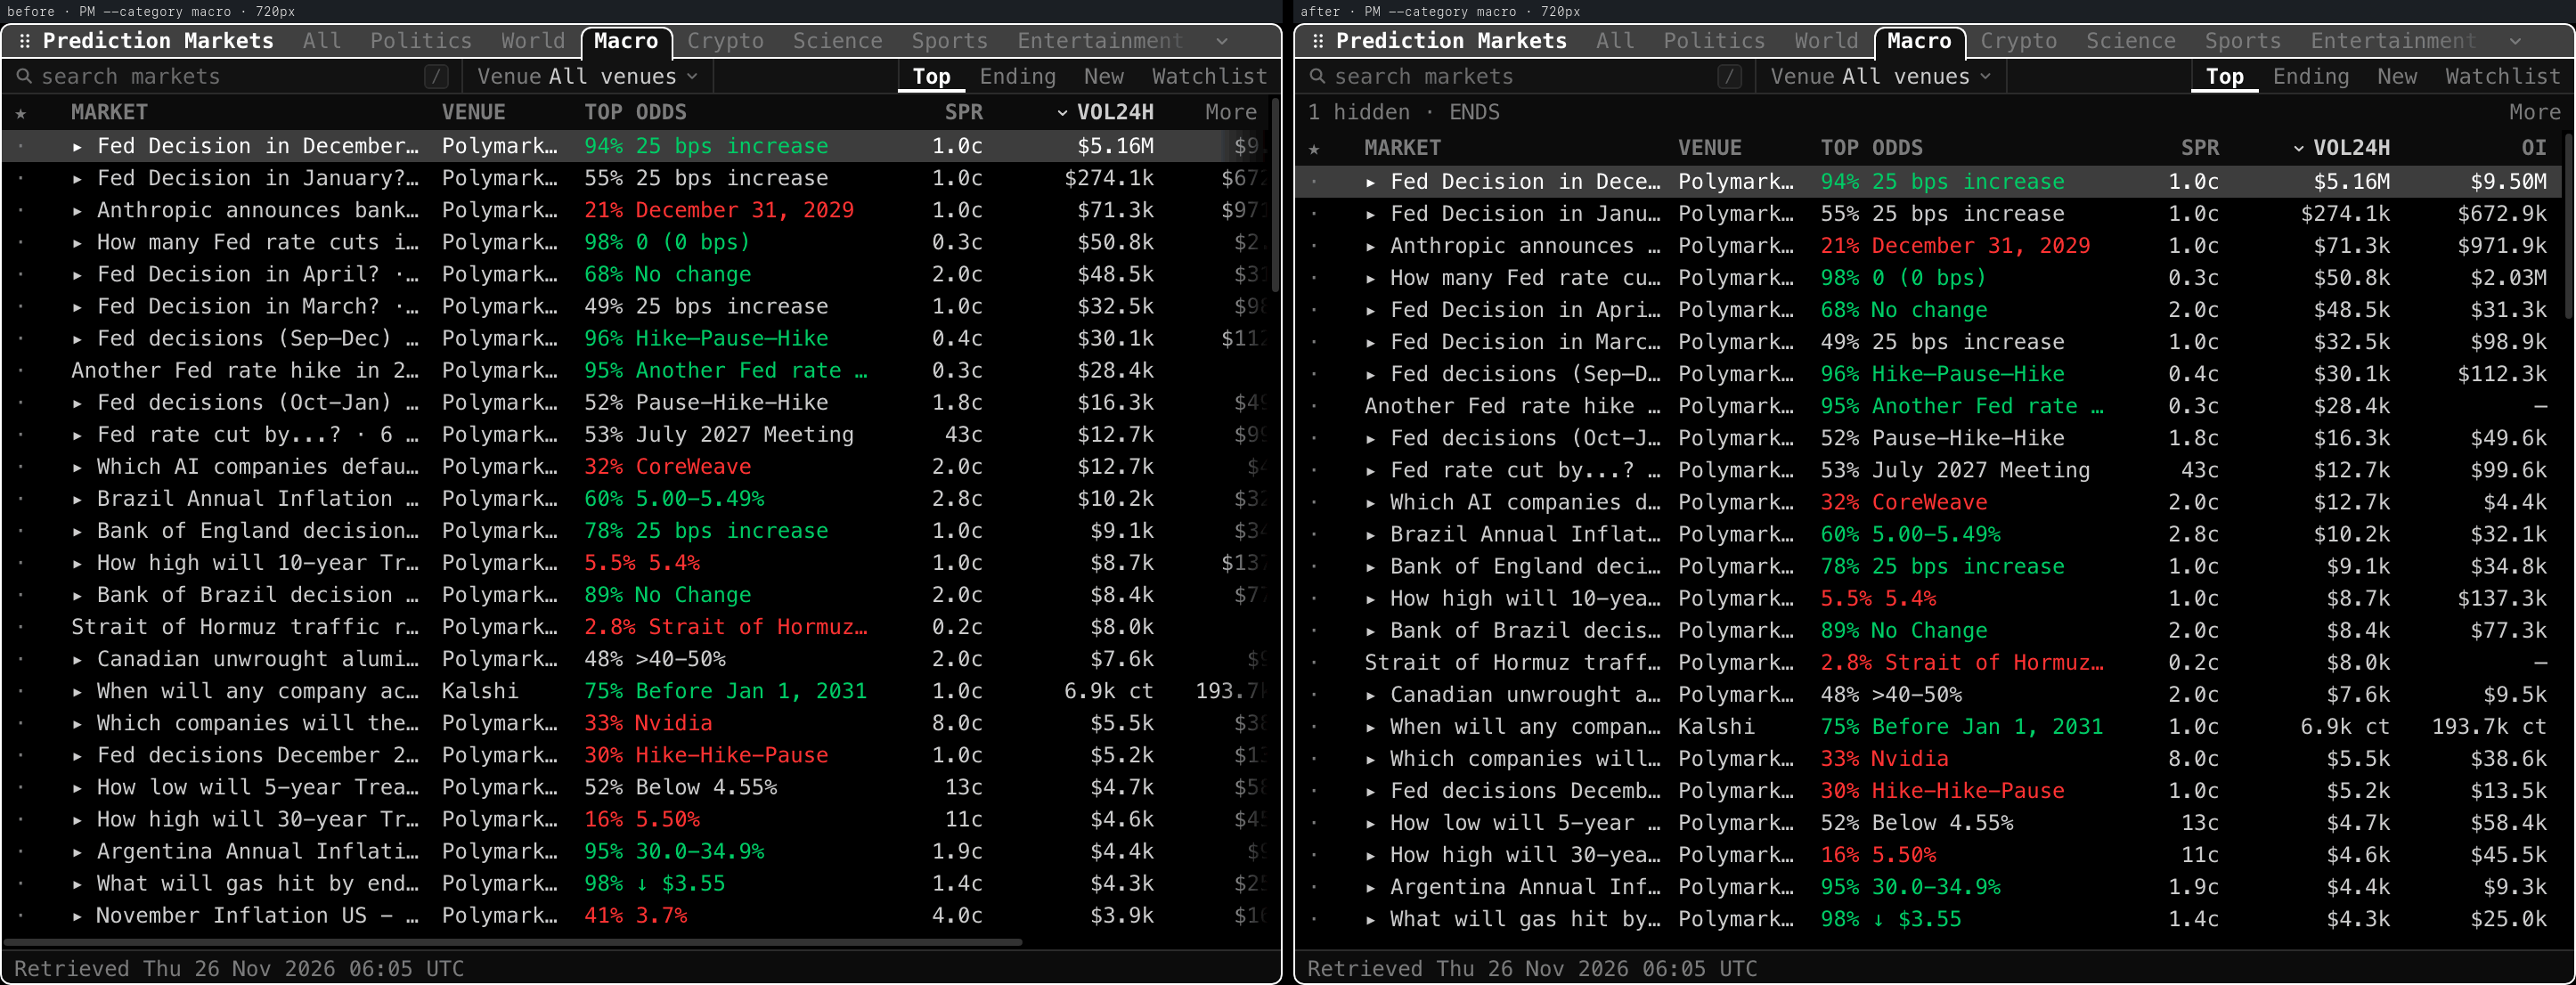 before · PM --category macro · 720px
Prediction Markets All Politics World Macro Crypto Science Sports Entertainment
search markets / Venue All venues Top Ending New Watchlist
★ MARKET VENUE TOP ODDS SPR VOL24H More
· ▸ Fed Decision in December… Polymark… 94% 25 bps increase 1.0c $5.16M $9.
· ▸ Fed Decision in January?… Polymark… 55% 25 bps increase 1.0c $274.1k $672
· ▸ Anthropic announces bank… Polymark… 21% December 31, 2029 1.0c $71.3k $971
· ▸ How many Fed rate cuts i… Polymark… 98% 0 (0 bps) 0.3c $50.8k $2.
· ▸ Fed Decision in April? ·… Polymark… 68% No change 2.0c $48.5k $31
· ▸ Fed Decision in March? ·… Polymark… 49% 25 bps increase 1.0c $32.5k $98
· ▸ Fed decisions (Sep–Dec) … Polymark… 96% Hike–Pause–Hike 0.4c $30.1k $112
· Another Fed rate hike in 2… Polymark… 95% Another Fed rate … 0.3c $28.4k
· ▸ Fed decisions (Oct-Jan) … Polymark… 52% Pause-Hike-Hike 1.8c $16.3k $49
· ▸ Fed rate cut by...? · 6 … Polymark… 53% July 2027 Meeting 43c $12.7k $99
· ▸ Which AI companies defau… Polymark… 32% CoreWeave 2.0c $12.7k $4
· ▸ Brazil Annual Inflation … Polymark… 60% 5.00–5.49% 2.8c $10.2k $32
· ▸ Bank of England decision… Polymark… 78% 25 bps increase 1.0c $9.1k $34
· ▸ How high will 10-year Tr… Polymark… 5.5% 5.4% 1.0c $8.7k $137
· ▸ Bank of Brazil decision … Polymark… 89% No Change 2.0c $8.4k $77
· Strait of Hormuz traffic r… Polymark… 2.8% Strait of Hormuz… 0.2c $8.0k
· ▸ Canadian unwrought alumi… Polymark… 48% >40–50% 2.0c $7.6k $9
· ▸ When will any company ac… Kalshi 75% Before Jan 1, 2031 1.0c 6.9k ct 193.7k
· ▸ Which companies will the… Polymark… 33% Nvidia 8.0c $5.5k $38
· ▸ Fed decisions December 2… Polymark… 30% Hike-Hike-Pause 1.0c $5.2k $13
· ▸ How low will 5-year Trea… Polymark… 52% Below 4.55% 13c $4.7k $58
· ▸ How high will 30-year Tr… Polymark… 16% 5.50% 11c $4.6k $45
· ▸ Argentina Annual Inflati… Polymark… 95% 30.0–34.9% 1.9c $4.4k $9
· ▸ What will gas hit by end… Polymark… 98% ↓ $3.55 1.4c $4.3k $25
· ▸ November Inflation US – … Polymark… 41% 3.7% 4.0c $3.9k $16
Retrieved Thu 26 Nov 2026 06:05 UTC
after · PM --category macro · 720px
Prediction Markets All Politics World Macro Crypto Science Sports Entertainment
search markets / Venue All venues Top Ending New Watchlist
1 hidden · ENDS More
★ MARKET VENUE TOP ODDS SPR VOL24H OI
· ▸ Fed Decision in Dece… Polymark… 94% 25 bps increase 1.0c $5.16M $9.50M
· ▸ Fed Decision in Janu… Polymark… 55% 25 bps increase 1.0c $274.1k $672.9k
· ▸ Anthropic announces … Polymark… 21% December 31, 2029 1.0c $71.3k $971.9k
· ▸ How many Fed rate cu… Polymark… 98% 0 (0 bps) 0.3c $50.8k $2.03M
· ▸ Fed Decision in Apri… Polymark… 68% No change 2.0c $48.5k $31.3k
· ▸ Fed Decision in Marc… Polymark… 49% 25 bps increase 1.0c $32.5k $98.9k
· ▸ Fed decisions (Sep–D… Polymark… 96% Hike–Pause–Hike 0.4c $30.1k $112.3k
· Another Fed rate hike … Polymark… 95% Another Fed rate … 0.3c $28.4k —
· ▸ Fed decisions (Oct-J… Polymark… 52% Pause-Hike-Hike 1.8c $16.3k $49.6k
· ▸ Fed rate cut by...? … Polymark… 53% July 2027 Meeting 43c $12.7k $99.6k
· ▸ Which AI companies d… Polymark… 32% CoreWeave 2.0c $12.7k $4.4k
· ▸ Brazil Annual Inflat… Polymark… 60% 5.00–5.49% 2.8c $10.2k $32.1k
· ▸ Bank of England deci… Polymark… 78% 25 bps increase 1.0c $9.1k $34.8k
· ▸ How high will 10-yea… Polymark… 5.5% 5.4% 1.0c $8.7k $137.3k
· ▸ Bank of Brazil decis… Polymark… 89% No Change 2.0c $8.4k $77.3k
· Strait of Hormuz traff… Polymark… 2.8% Strait of Hormuz… 0.2c $8.0k —
· ▸ Canadian unwrought a… Polymark… 48% >40–50% 2.0c $7.6k $9.5k
· ▸ When will any compan… Kalshi 75% Before Jan 1, 2031 1.0c 6.9k ct 193.7k ct
· ▸ Which companies will… Polymark… 33% Nvidia 8.0c $5.5k $38.6k
· ▸ Fed decisions Decemb… Polymark… 30% Hike-Hike-Pause 1.0c $5.2k $13.5k
· ▸ How low will 5-year … Polymark… 52% Below 4.55% 13c $4.7k $58.4k
· ▸ How high will 30-yea… Polymark… 16% 5.50% 11c $4.6k $45.5k
· ▸ Argentina Annual Inf… Polymark… 95% 30.0–34.9% 1.9c $4.4k $9.3k
· ▸ What will gas hit by… Polymark… 98% ↓ $3.55 1.4c $4.3k $25.0k
Retrieved Thu 26 Nov 2026 06:05 UTC